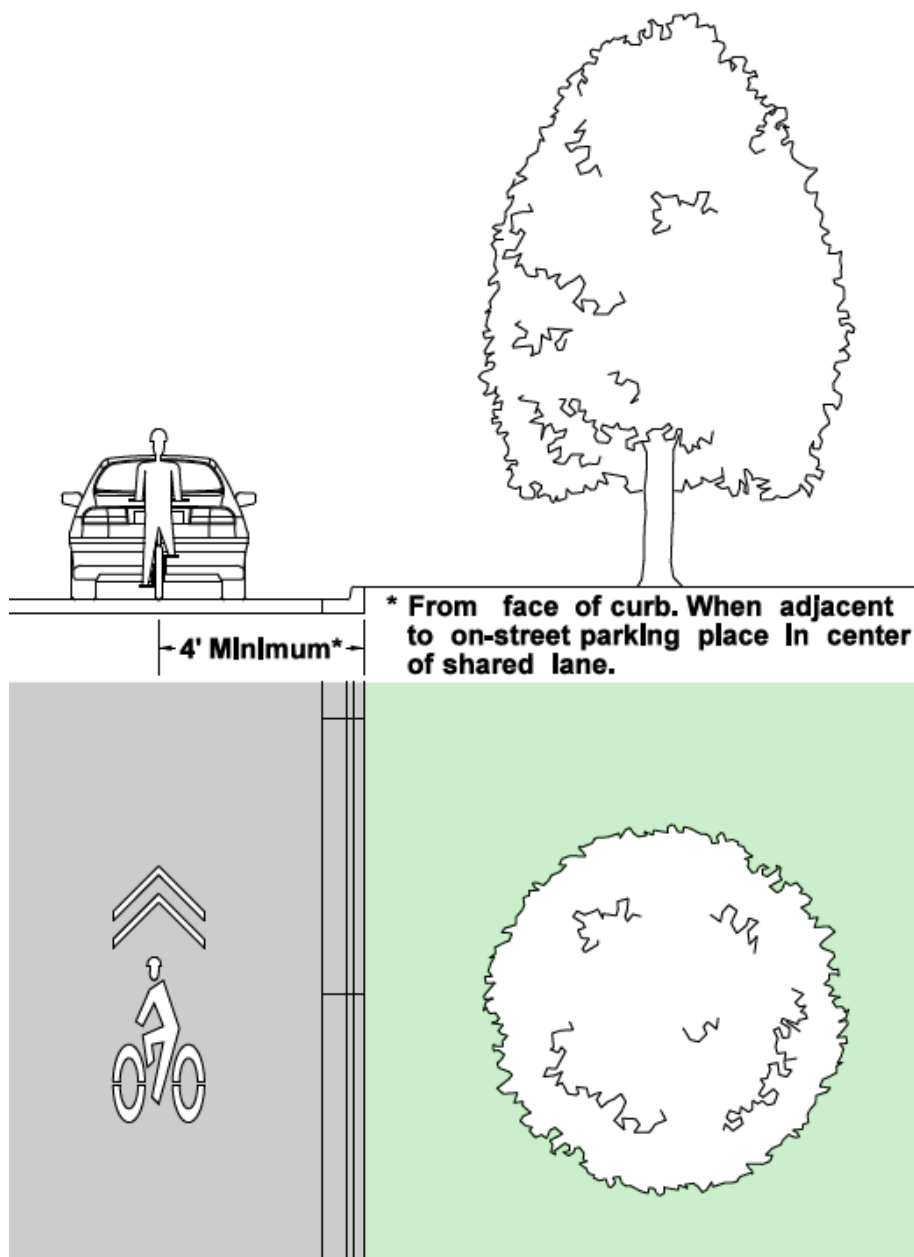 * From face of curb. When adjacent
4' Minimum*
to on-street parking place in center
of shared lane.